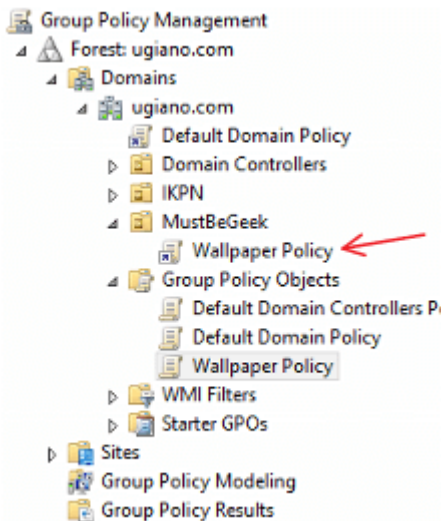 Group Policy Management
Forest: ugiano.com
Domains
ugiano.com
Default Domain Policy
Domain Controllers
IKPN
MustBeGeek
Wallpaper Policy
Group Policy Objects
Default Domain Controllers P
Default Domain Policy
Wallpaper Policy
WMI Filters
Starter GPOs
Sites
Group Policy Modeling
Group Policy Results